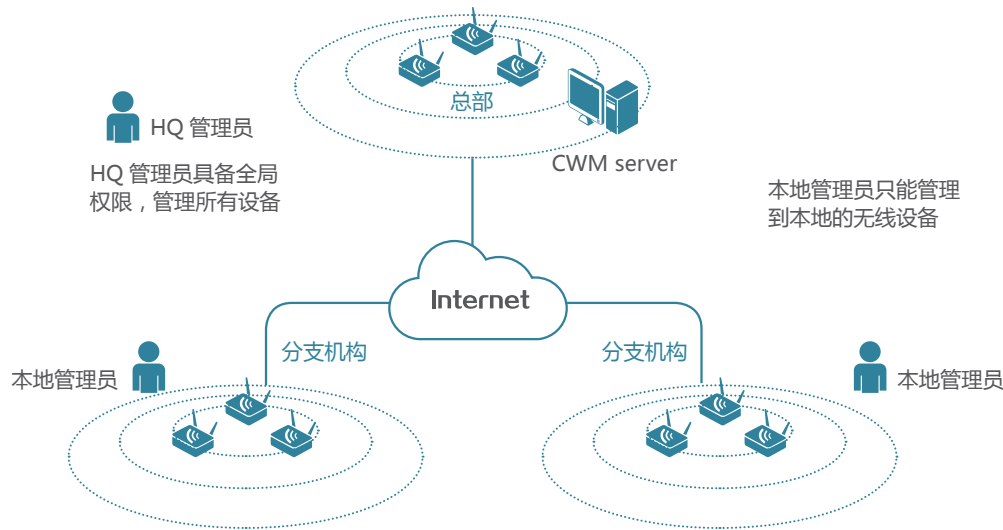 总部
HQ 管理员
CWM server
HQ 管理员具备全局
权限，管理所有设备
本地管理员只能管理
到本地的无线设备
Internet
分支机构
分支机构
本地管理员
本地管理员